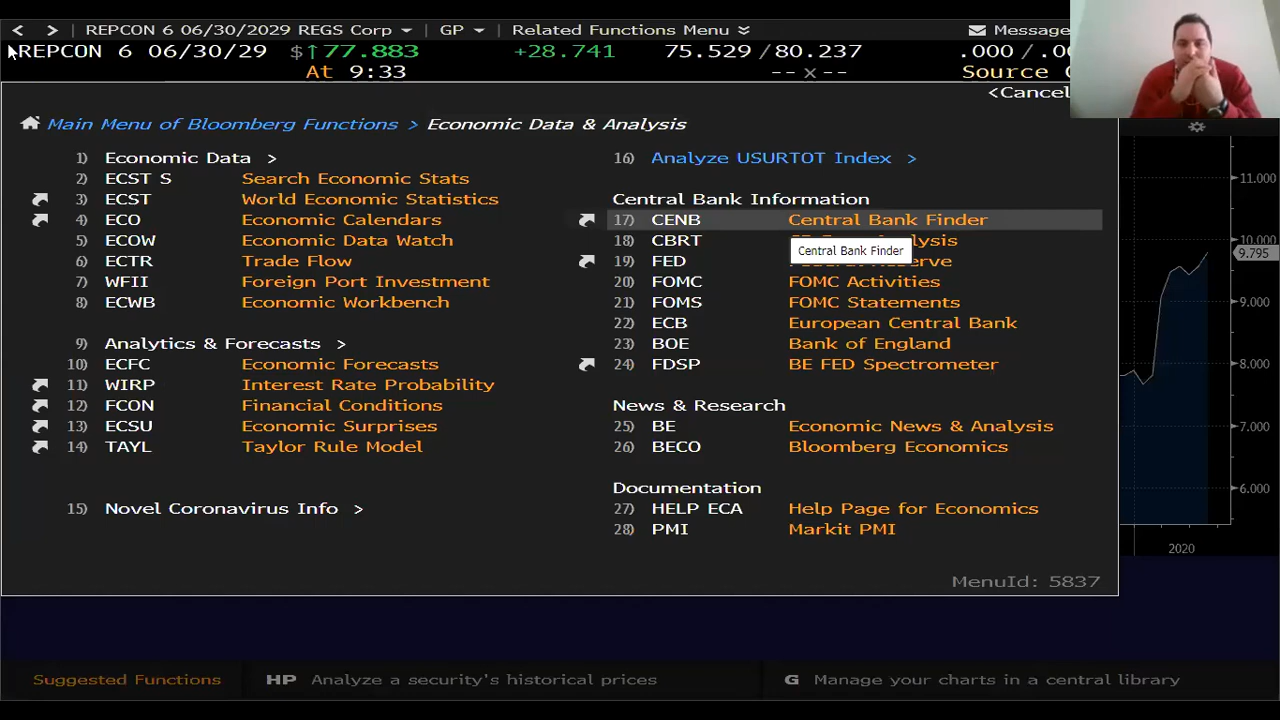 REPCON 6 06/30/2029 REGS Corp GP Related Functions Menu Message
REPCON 6 06/30/29 $↑77.883 +28.741 75.529/80.237 .000/
At 9:33 --x-- Source
<Cancel
Main Menu of Bloomberg Functions > Economic Data & Analysis
1) Economic Data >
2) ECST S Search Economic Stats
3) ECST World Economic Statistics
4) ECO Economic Calendars
5) ECOW Economic Data Watch
6) ECTR Trade Flow
7) WFII Foreign Port Investment
8) ECWB Economic Workbench
9) Analytics & Forecasts >
10) ECFC Economic Forecasts
11) WIRP Interest Rate Probability
12) FCON Financial Conditions
13) ECSU Economic Surprises
14) TAYL Taylor Rule Model
15) Novel Coronavirus Info >
16) Analyze USURTOT Index >
Central Bank Information
17) CENB Central Bank Finder
18) CBRT
Central Bank Finder
19) FED
20) FOMC FOMC Activities
21) FOMS FOMC Statements
22) ECB European Central Bank
23) BOE Bank of England
24) FDSP BE FED Spectrometer
News & Research
25) BE Economic News & Analysis
26) BECO Bloomberg Economics
Documentation
27) HELP ECA Help Page for Economics
28) PMI Markit PMI
MenuId: 5837
11.000
10.000
9.795
9.000
8.000
7.000
6.000
2020
Suggested Functions HP Analyze a security's historical prices G Manage your charts in a central library